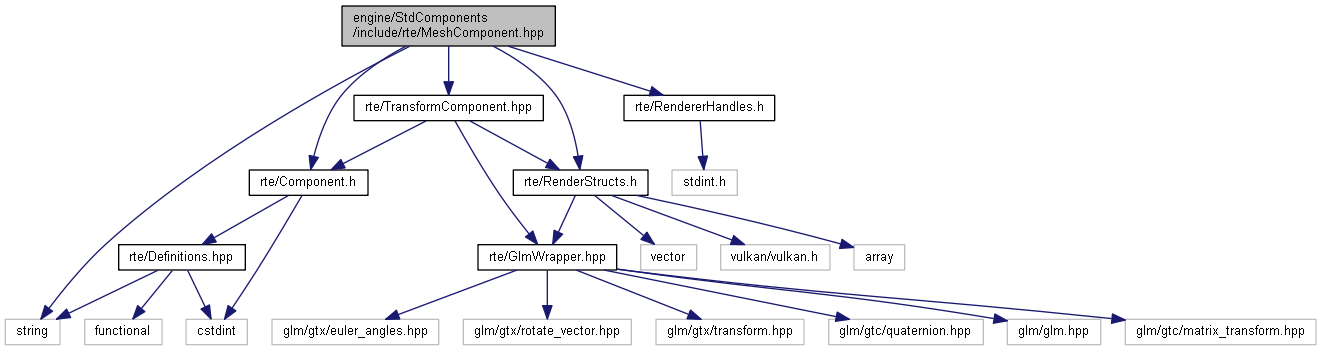 engine/StdComponents
/include/rte/MeshComponent.hpp
rte/TransformComponent.hpp
rte/RendererHandles.h
rte/Component.h
rte/RenderStructs.h
stdint.h
rte/Definitions.hpp
rte/GlmWrapper.hpp
vector
vulkan/vulkan.h
array
string
functional
cstdint
glm/gtx/euler_angles.hpp
glm/gtx/rotate_vector.hpp
glm/gtx/transform.hpp
glm/gtc/quaternion.hpp
glm/glm.hpp
glm/gtc/matrix_transform.hpp